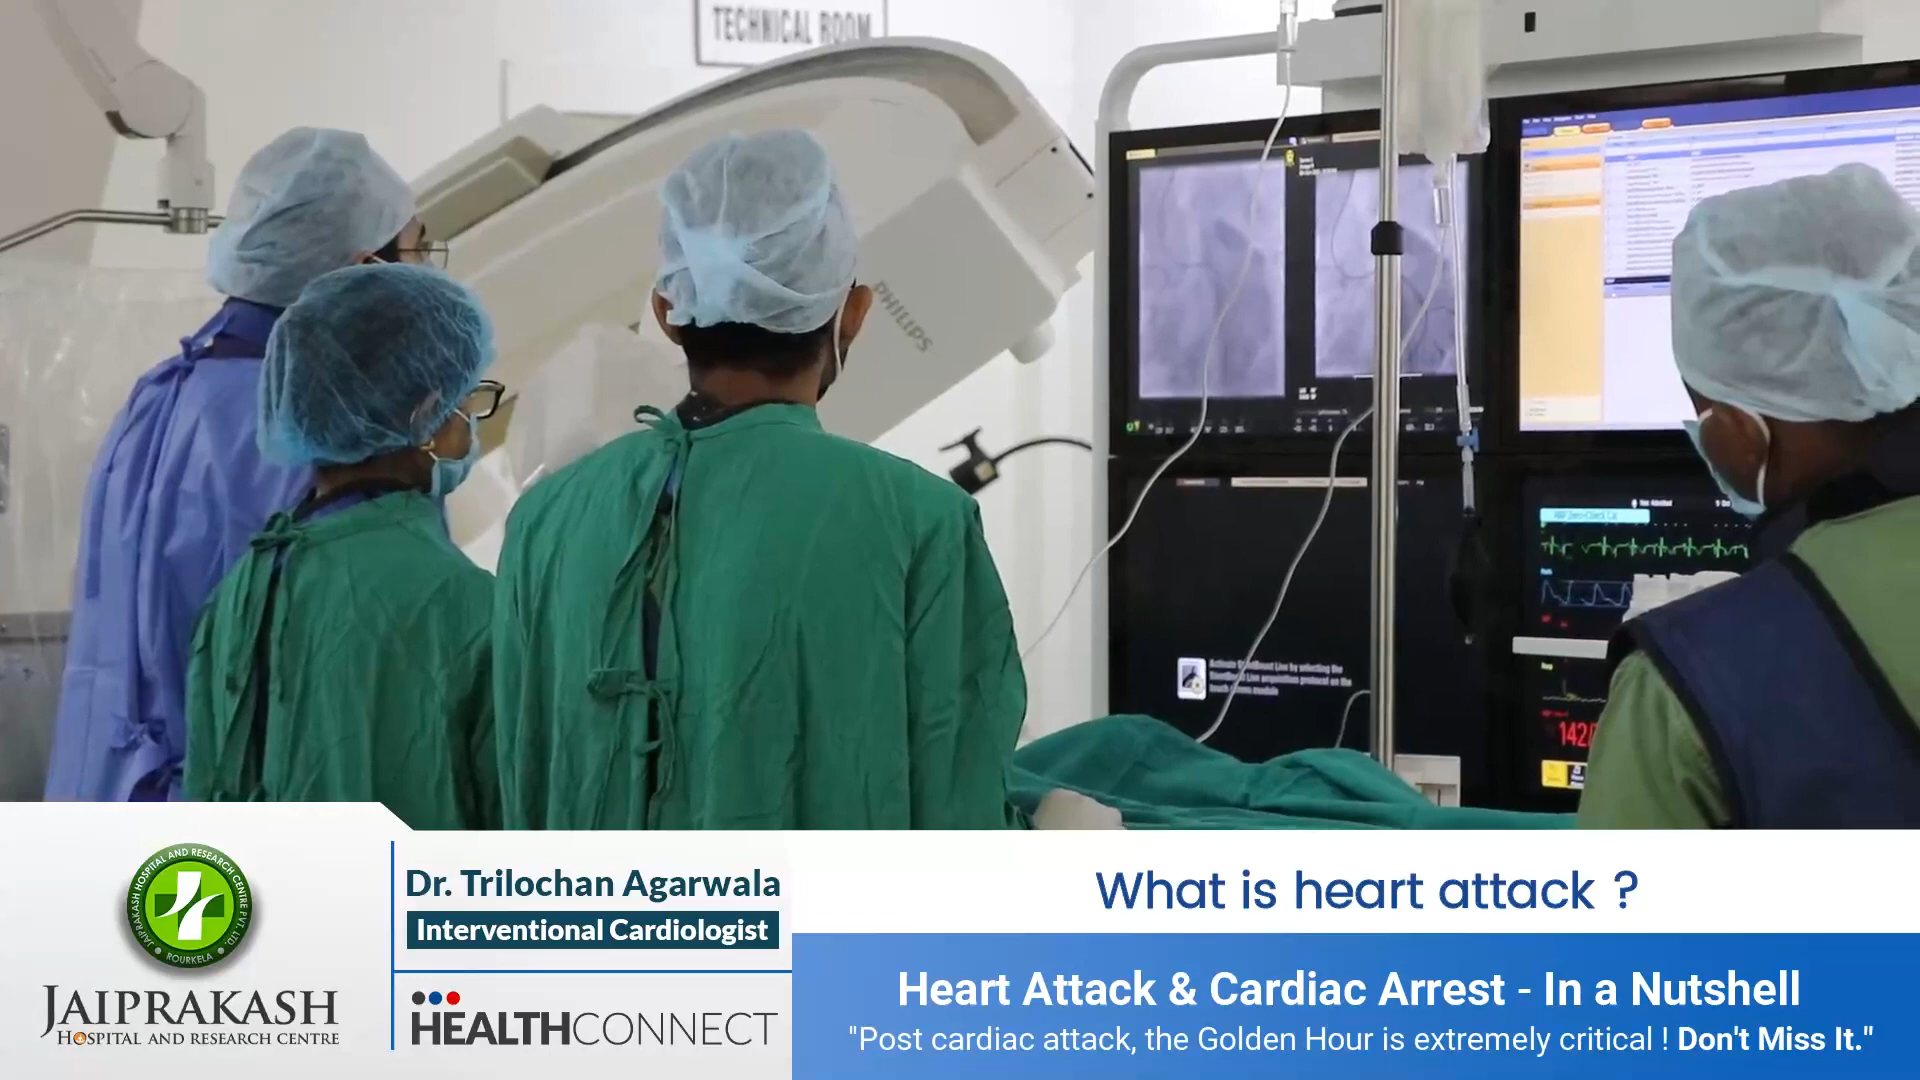 TECHNICAL ROOM
PHILIPS
142/
JAIPRAKASH HOSPITAL AND RESEARCH CENTRE PVT. LTD.
ROURKELA
JAIPRAKASH
HOSPITAL AND RESEARCH CENTRE
Dr. Trilochan Agarwala
Interventional Cardiologist
HEALTHCONNECT
What is heart attack ?
Heart Attack & Cardiac Arrest - In a Nutshell
"Post cardiac attack, the Golden Hour is extremely critical ! Don't Miss It."